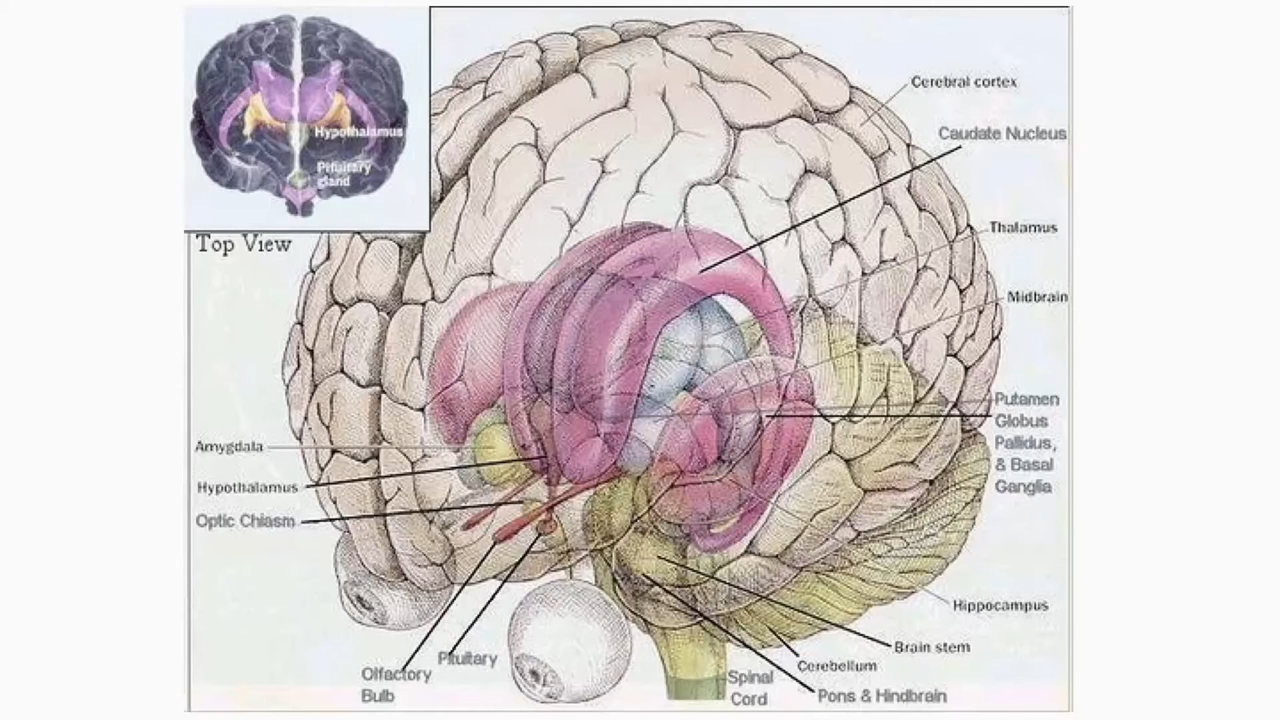 Hypothalamus
Pituitary
gland
Top View
Cerebral cortex
Caudate Nucleus
Thalamus
Midbrain
Putamen
Globus
Pallidus,
& Basal
Ganglia
Amygdala
Hypothalamus
Optic Chiasm
Hippocampus
Brain stem
Cerebellum
Pons & Hindbrain
Spinal
Cord
Pituitary
Olfactory
Bulb